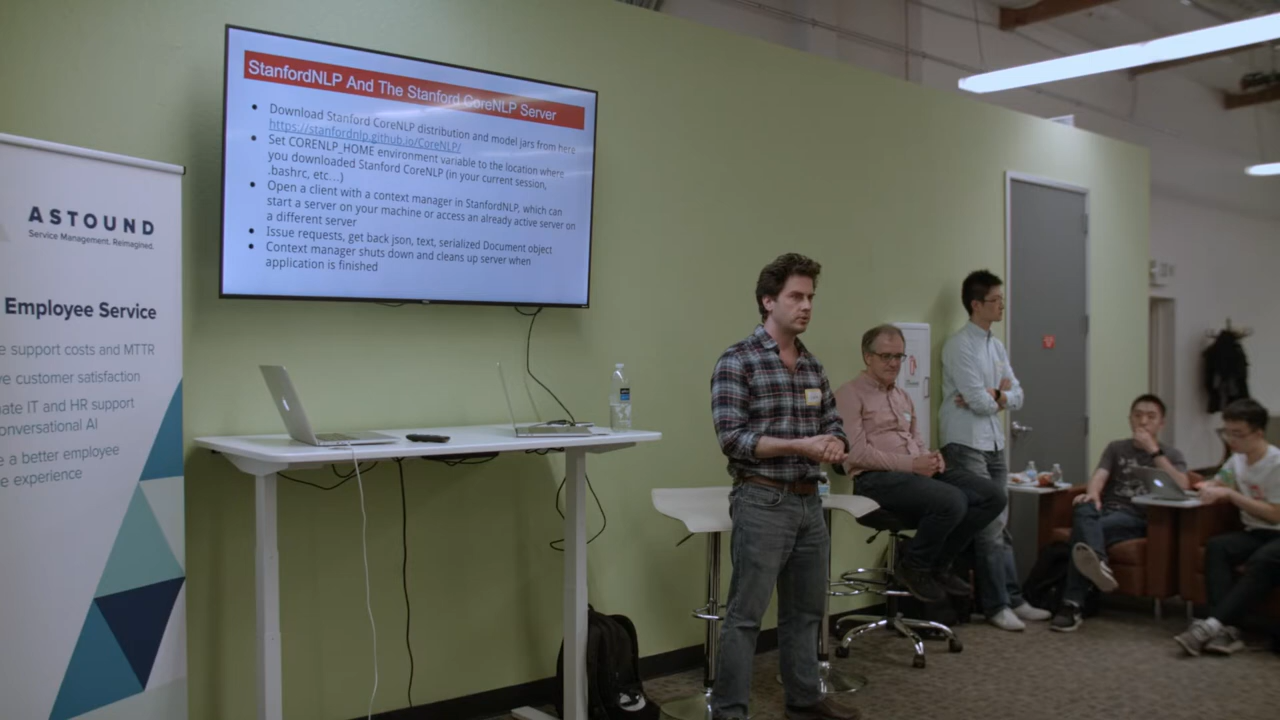 StanfordNLP And The Stanford CoreNLP Server
• Download Stanford CoreNLP distribution and model jars from here
https://stanfordnlp.github.io/CoreNLP/
• Set CORENLP_HOME environment variable to the location where
you downloaded Stanford CoreNLP (in your current session,
.bashrc, etc...)
• Open a client with a context manager in StanfordNLP, which can
start a server on your machine or access an already active server on
a different server
• Issue requests, get back json, text, serialized Document object
• Context manager shuts down and cleans up server when
application is finished
ASTOUND
Service Management. Reimagined.
Employee Service
support costs and MTTR
customer satisfaction
IT and HR support
AI
a better employee
experience